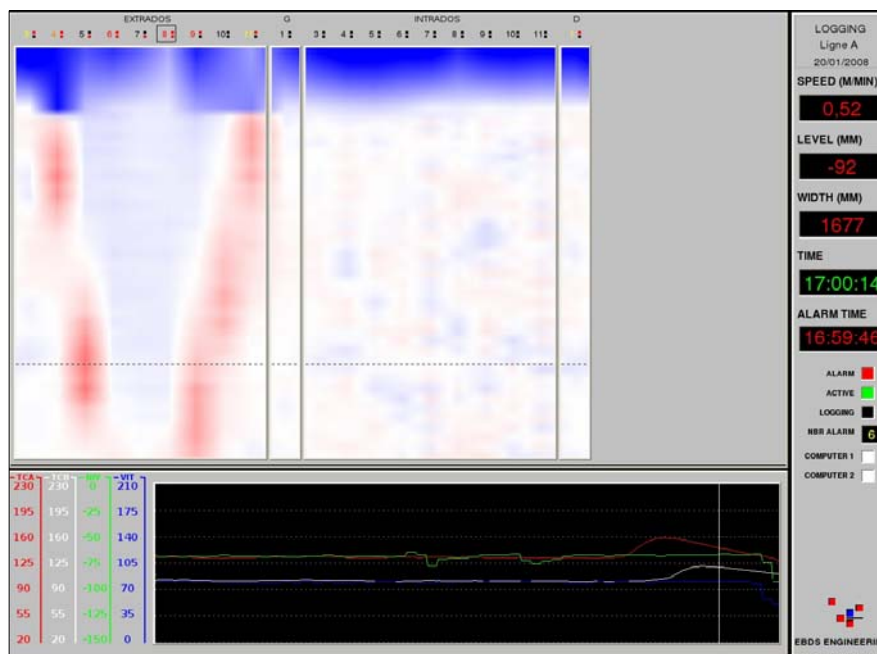 EXTRADOS G INTRADOS D
3 4 5 6 7 8 9 10 11 1 3 4 5 6 7 8 9 10 11 1
LOGGING
Ligne A
20/01/2008
SPEED (M/MIN)
0,52
LEVEL (MM)
-92
WIDTH (MM)
1677
TIME
17:00:14
ALARM TIME
16:59:46
ALARM
ACTIVE
LOGGING
NBR ALARM 6
COMPUTER 1
COMPUTER 2
TCA TCB NIV VIT
230 230 0 210
195 195 -25 175
160 160 -50 140
125 125 -75 105
90 90 -100 70
55 55 -125 35
20 20 -150 0
EBDS ENGINEERIN